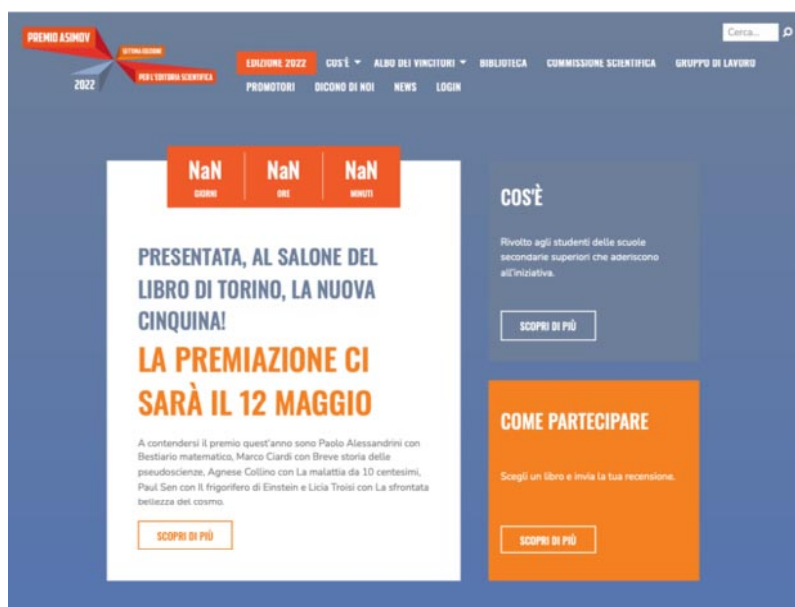 PREMIO ASIMOV
SETTIMA EDIZIONE
PER L'EDITORIA SCIENTIFICA
2022
Cerca...
EDIZIONE 2022 COS'È ALBO DEI VINCITORI BIBLIOTECA COMMISSIONE SCIENTIFICA GRUPPO DI LAVORO
PROMOTORI DICONO DI NOI NEWS LOGIN
NaN NaN NaN
GIORNI ORE MINUTI
PRESENTATA, AL SALONE DEL
LIBRO DI TORINO, LA NUOVA
CINQUINA!
LA PREMIAZIONE CI
SARÀ IL 12 MAGGIO
A contendersi il premio quest'anno sono Paolo Alessandrini con
Bestiario matematico, Marco Ciardi con Breve storia delle
pseudoscienze, Agnese Collino con La malattia da 10 centesimi,
Paul Sen con Il frigorifero di Einstein e Licia Troisi con La sfrontata
bellezza del cosmo.
SCOPRI DI PIÙ
COS'È
Rivolto agli studenti delle scuole
secondarie superiori che aderiscono
all'iniziativa.
SCOPRI DI PIÙ
COME PARTECIPARE
Scegli un libro e invia la tua recensione.
SCOPRI DI PIÙ